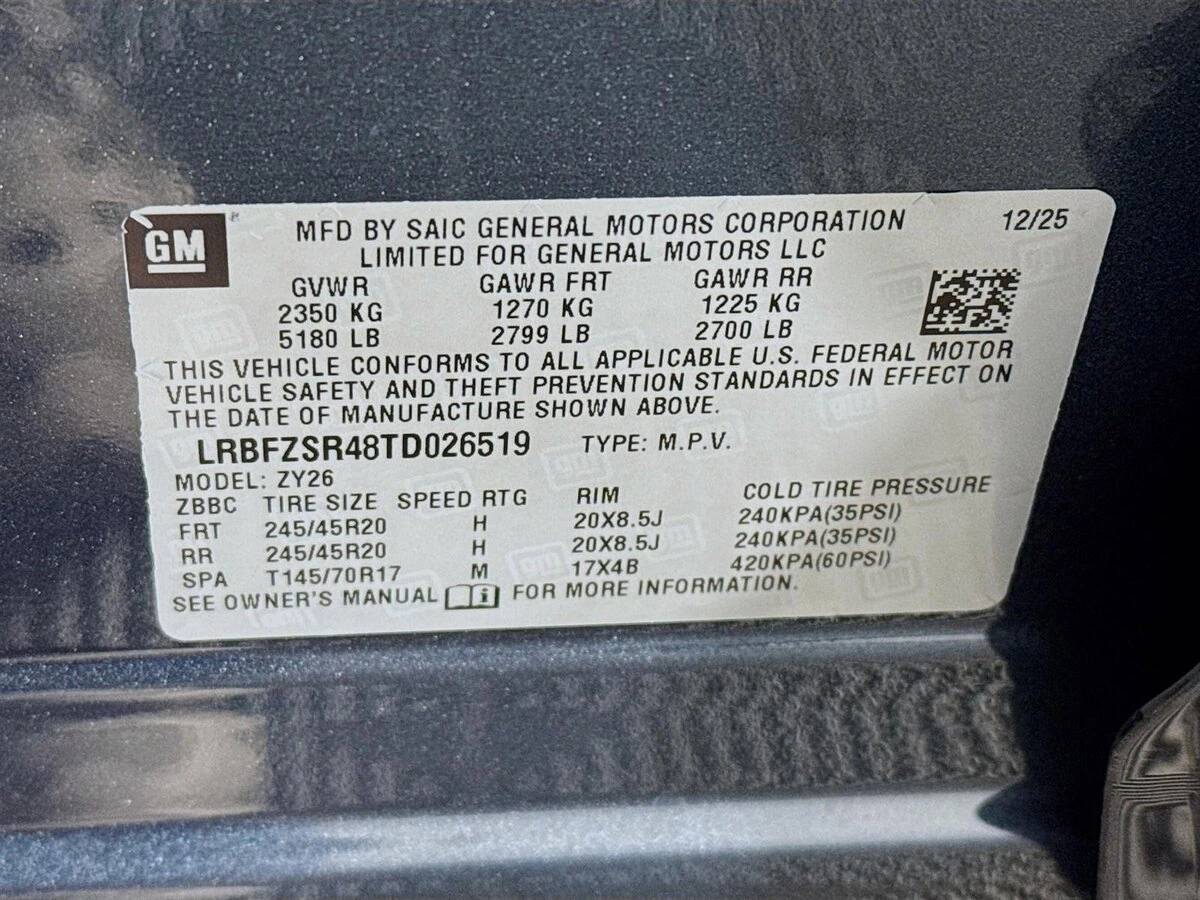 GM
MFD BY SAIC GENERAL MOTORS CORPORATION 12/25
LIMITED FOR GENERAL MOTORS LLC
GVWR GAWR FRT GAWR RR
2350 KG 1270 KG 1225 KG
5180 LB 2799 LB 2700 LB
THIS VEHICLE CONFORMS TO ALL APPLICABLE U.S. FEDERAL MOTOR
VEHICLE SAFETY AND THEFT PREVENTION STANDARDS IN EFFECT ON
THE DATE OF MANUFACTURE SHOWN ABOVE.
LRBFZSR48TD026519 TYPE: M.P.V.
MODEL: ZY26
ZBBC TIRE SIZE SPEED RTG RIM COLD TIRE PRESSURE
FRT 245/45R20 H 20X8.5J 240KPA(35PSI)
RR 245/45R20 H 20X8.5J 240KPA(35PSI)
SPA T145/70R17 M 17X4B 420KPA(60PSI)
SEE OWNER'S MANUAL i FOR MORE INFORMATION.